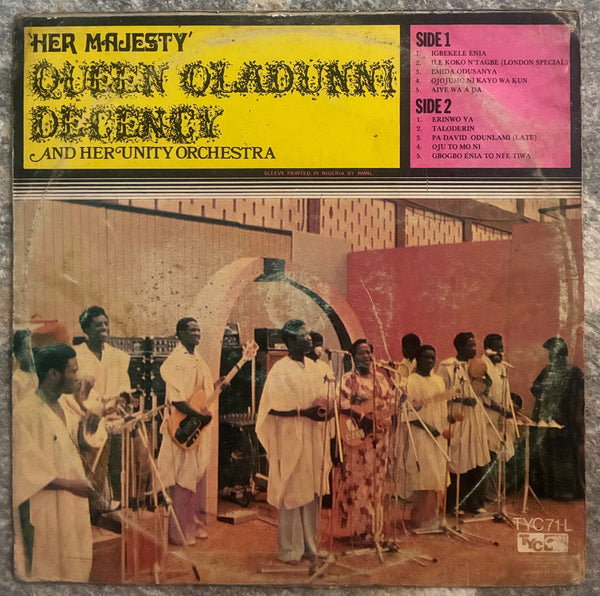 'HER MAJESTY'
QUEEN OLADUNNI
DECENCY
AND HER UNITY ORCHESTRA
SIDE 1
1. IGBEKELE ENIA
2. ILE KOKO N'TAGBE (LONDON SPECIAL)
3. EMIDA ODUSANYA
4. OJOJUMO NI KAYO WA KUN
5. AIYE WA A DA
SIDE 2
1. ERINWO YA
2. TALODERIN
3. PA DAVID ODUNLAMI (LATE)
4. OJU TO MO NI
5. GBOGBO ENIA TO NFE TIWA
SLEEVE PRINTED IN NIGERIA BY RMNL
TYC 71-L
TYC